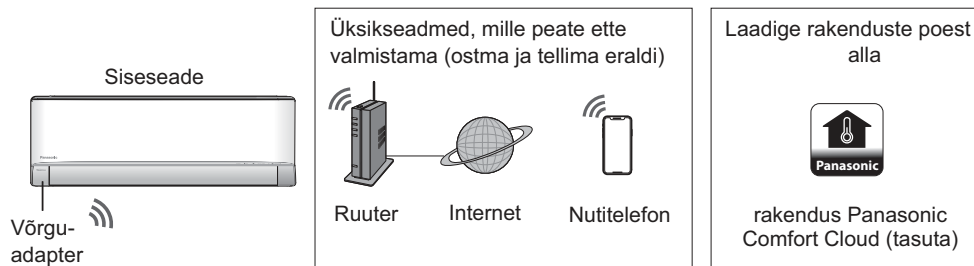 Siseseade
Panasonic
Võrgu-
adapter
Üksikseadmed, mille peate ette
valmistama (ostma ja tellima eraldi)
Ruuter
Internet
Nutitelefon
Laadige rakenduste poest
alla
Panasonic
rakendus Panasonic
Comfort Cloud (tasuta)